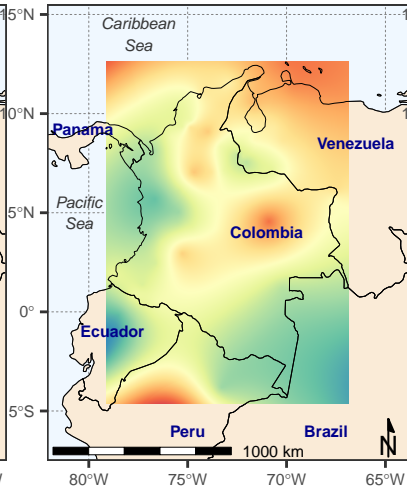 15°N
Caribbean
Sea
10°N
Panama
Venezuela
Pacific
Sea
5°N
Colombia
0°
Ecuador
5°S
Peru
Brazil
1000 km
N
80°W
75°W
70°W
65°W